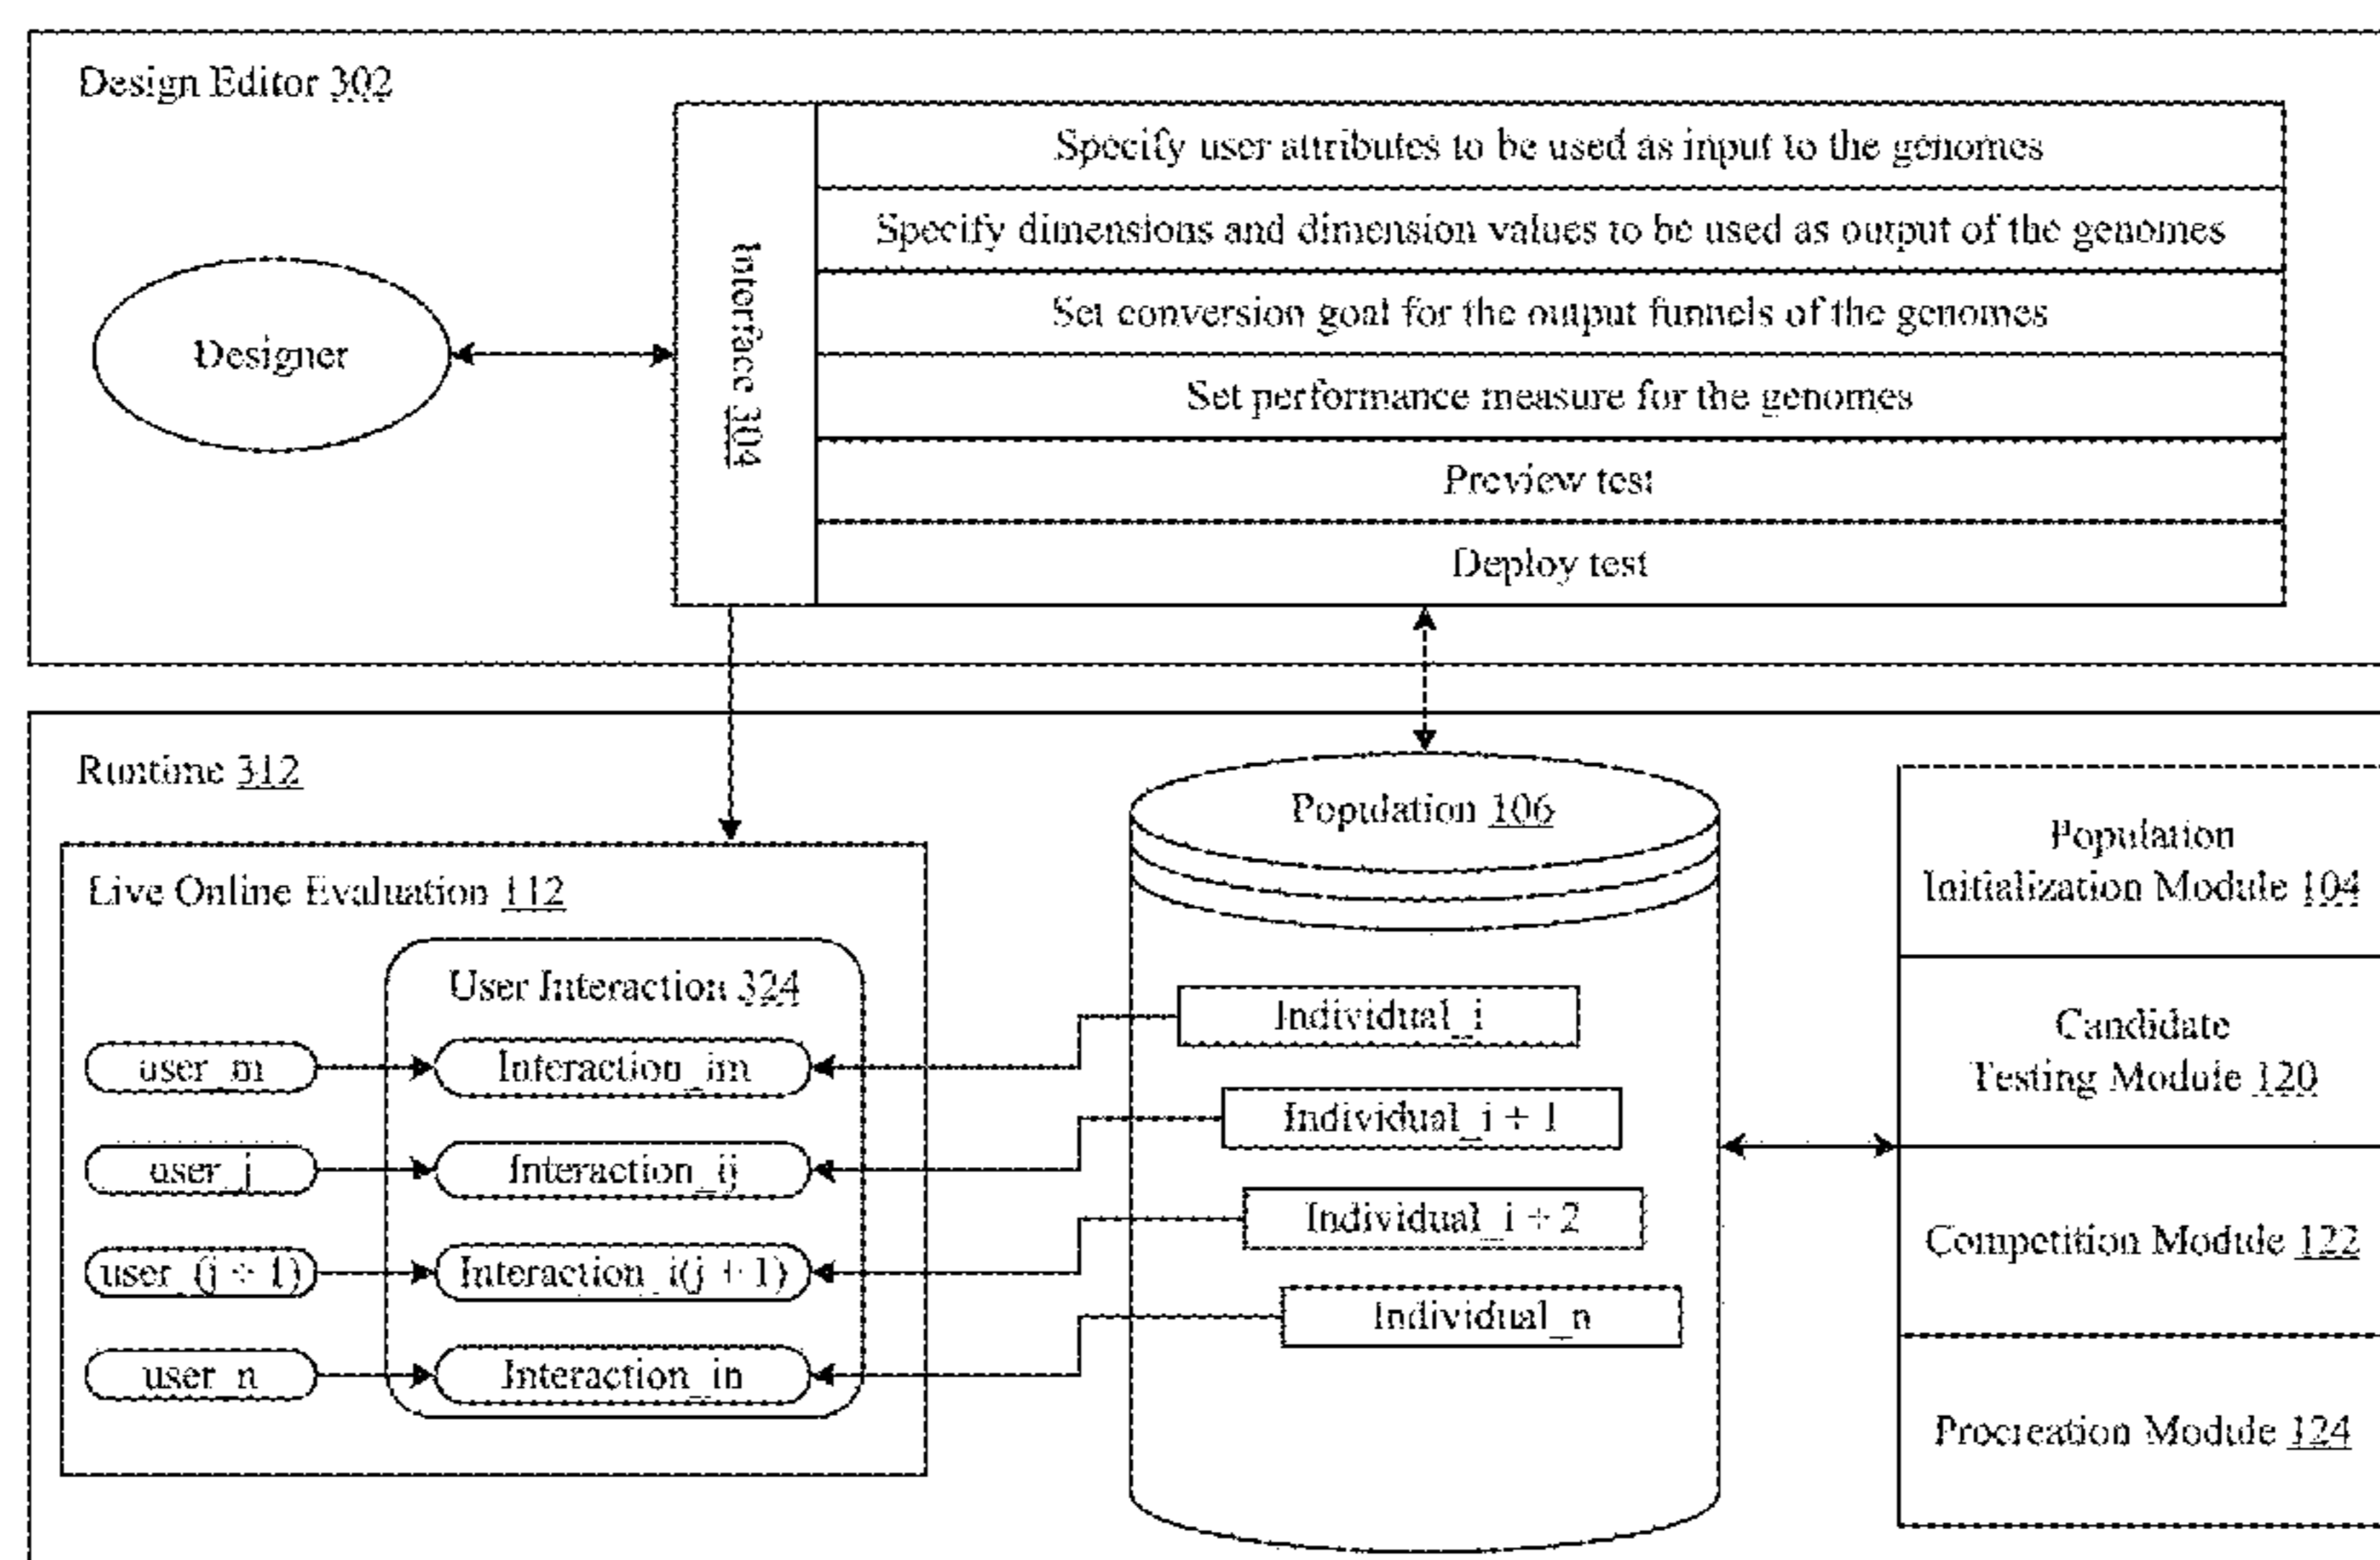 Design Editor 302
Interface 304
Specify user attributes to be used as input to the genomes
Specify dimensions and dimension values to be used as output of the genomes
Designer
Set conversion goal for the output funnels of the genomes
Set performance measure for the genomes
Preview test
Deploy test
Runtime 312
Live Online Evaluation 112
User Interaction 324
user_m
Interaction_im
user_j
Interaction_ij
user_(j + 1)
Interaction_i(j + 1)
user_n
Interaction_in
Population 106
Individual_i
Individual_i + 1
Individual_i + 2
Individual_n
Population
Initialization Module 104
Candidate
Testing Module 120
Competition Module 122
Procreation Module 124